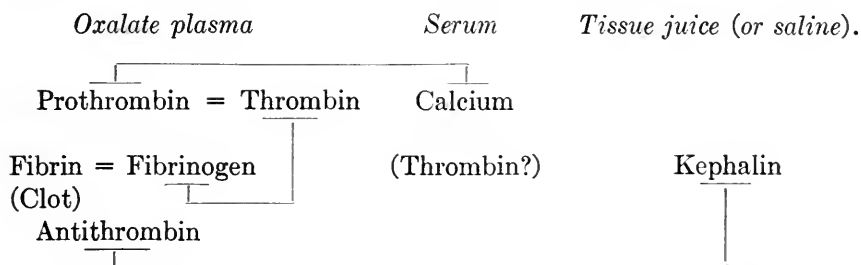 Oxalate plasma Serum Tissue juice (or saline).
Prothrombin = Thrombin Calcium
Fibrin = Fibrinogen (Thrombin?) Kephalin
(Clot)
Antithrombin